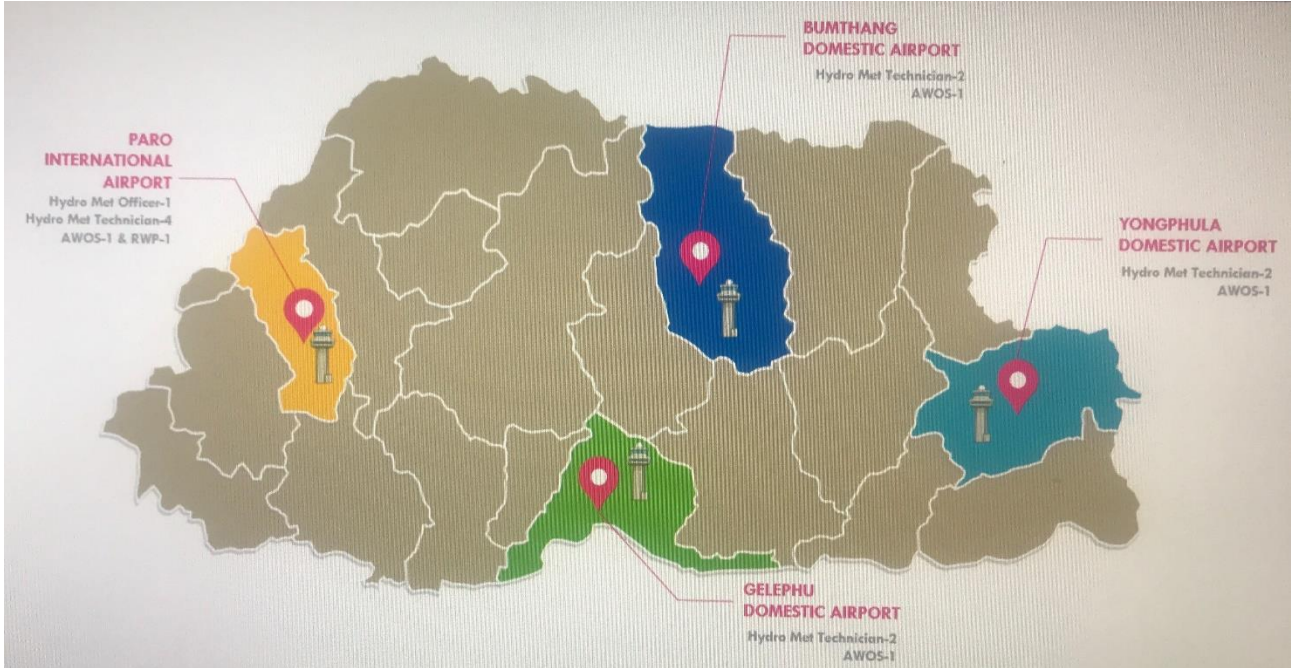 BUMTHANG
DOMESTIC AIRPORT
Hydro Met Technician-2
AWOS-1
PARO
INTERNATIONAL
AIRPORT
Hydro Met Officer-1
Hydro Met Technician-4
AWOS-1 & RWP-1
YONGPHULA
DOMESTIC AIRPORT
Hydro Met Technician-2
AWOS-1
GELEPHU
DOMESTIC AIRPORT
Hydro Met Technician-2
AWOS-1